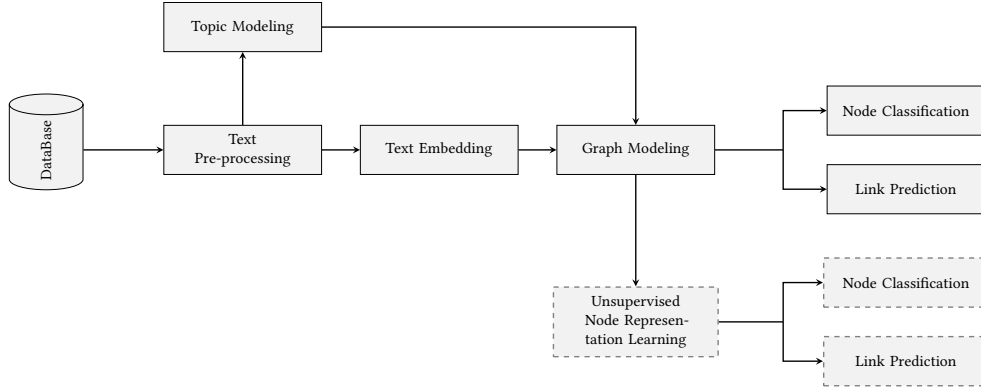 Topic Modeling
DataBase
Text
Pre-processing
Text Embedding
Graph Modeling
Node Classification
Link Prediction
Unsupervised
Node Represen-
tation Learning
Node Classification
Link Prediction